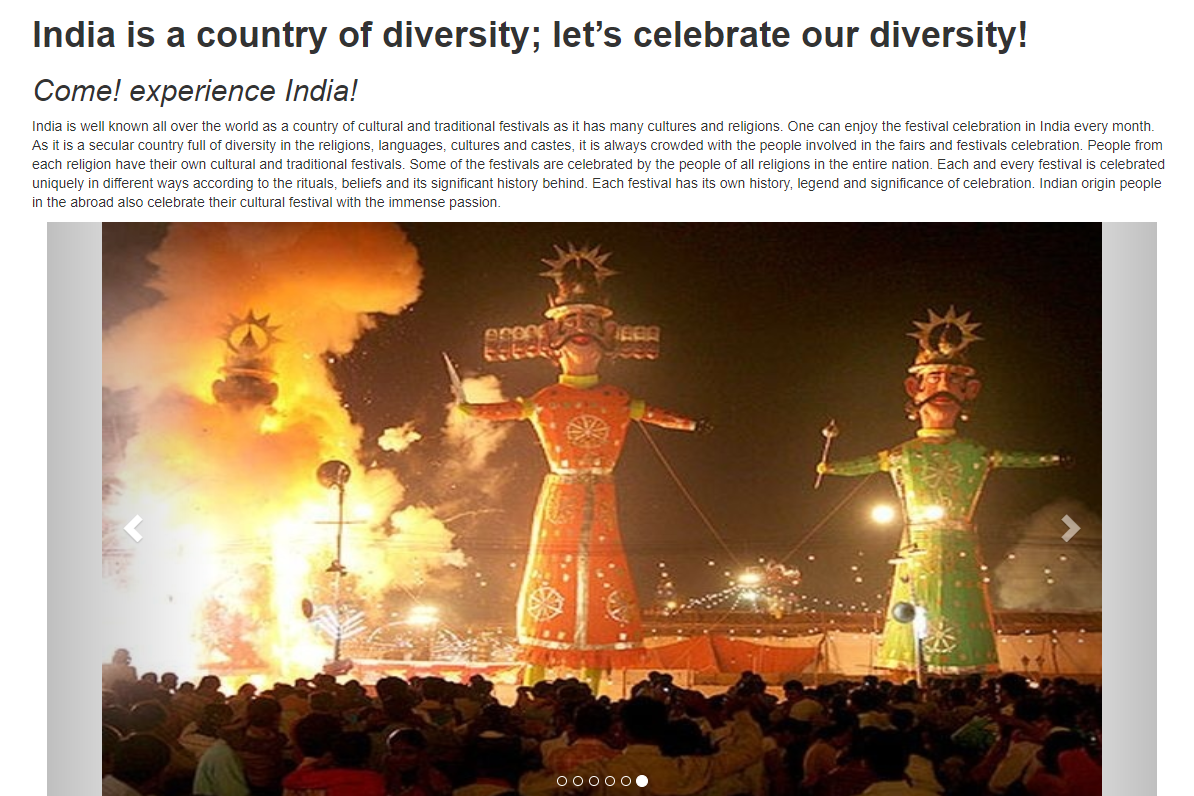 India is a country of diversity; let’s celebrate our diversity!
Come! experience India!
India is well known all over the world as a country of cultural and traditional festivals as it has many cultures and religions. One can enjoy the festival celebration in India every month.
As it is a secular country full of diversity in the religions, languages, cultures and castes, it is always crowded with the people involved in the fairs and festivals celebration. People from
each religion have their own cultural and traditional festivals. Some of the festivals are celebrated by the people of all religions in the entire nation. Each and every festival is celebrated
uniquely in different ways according to the rituals, beliefs and its significant history behind. Each festival has its own history, legend and significance of celebration. Indian origin people
in the abroad also celebrate their cultural festival with the immense passion.